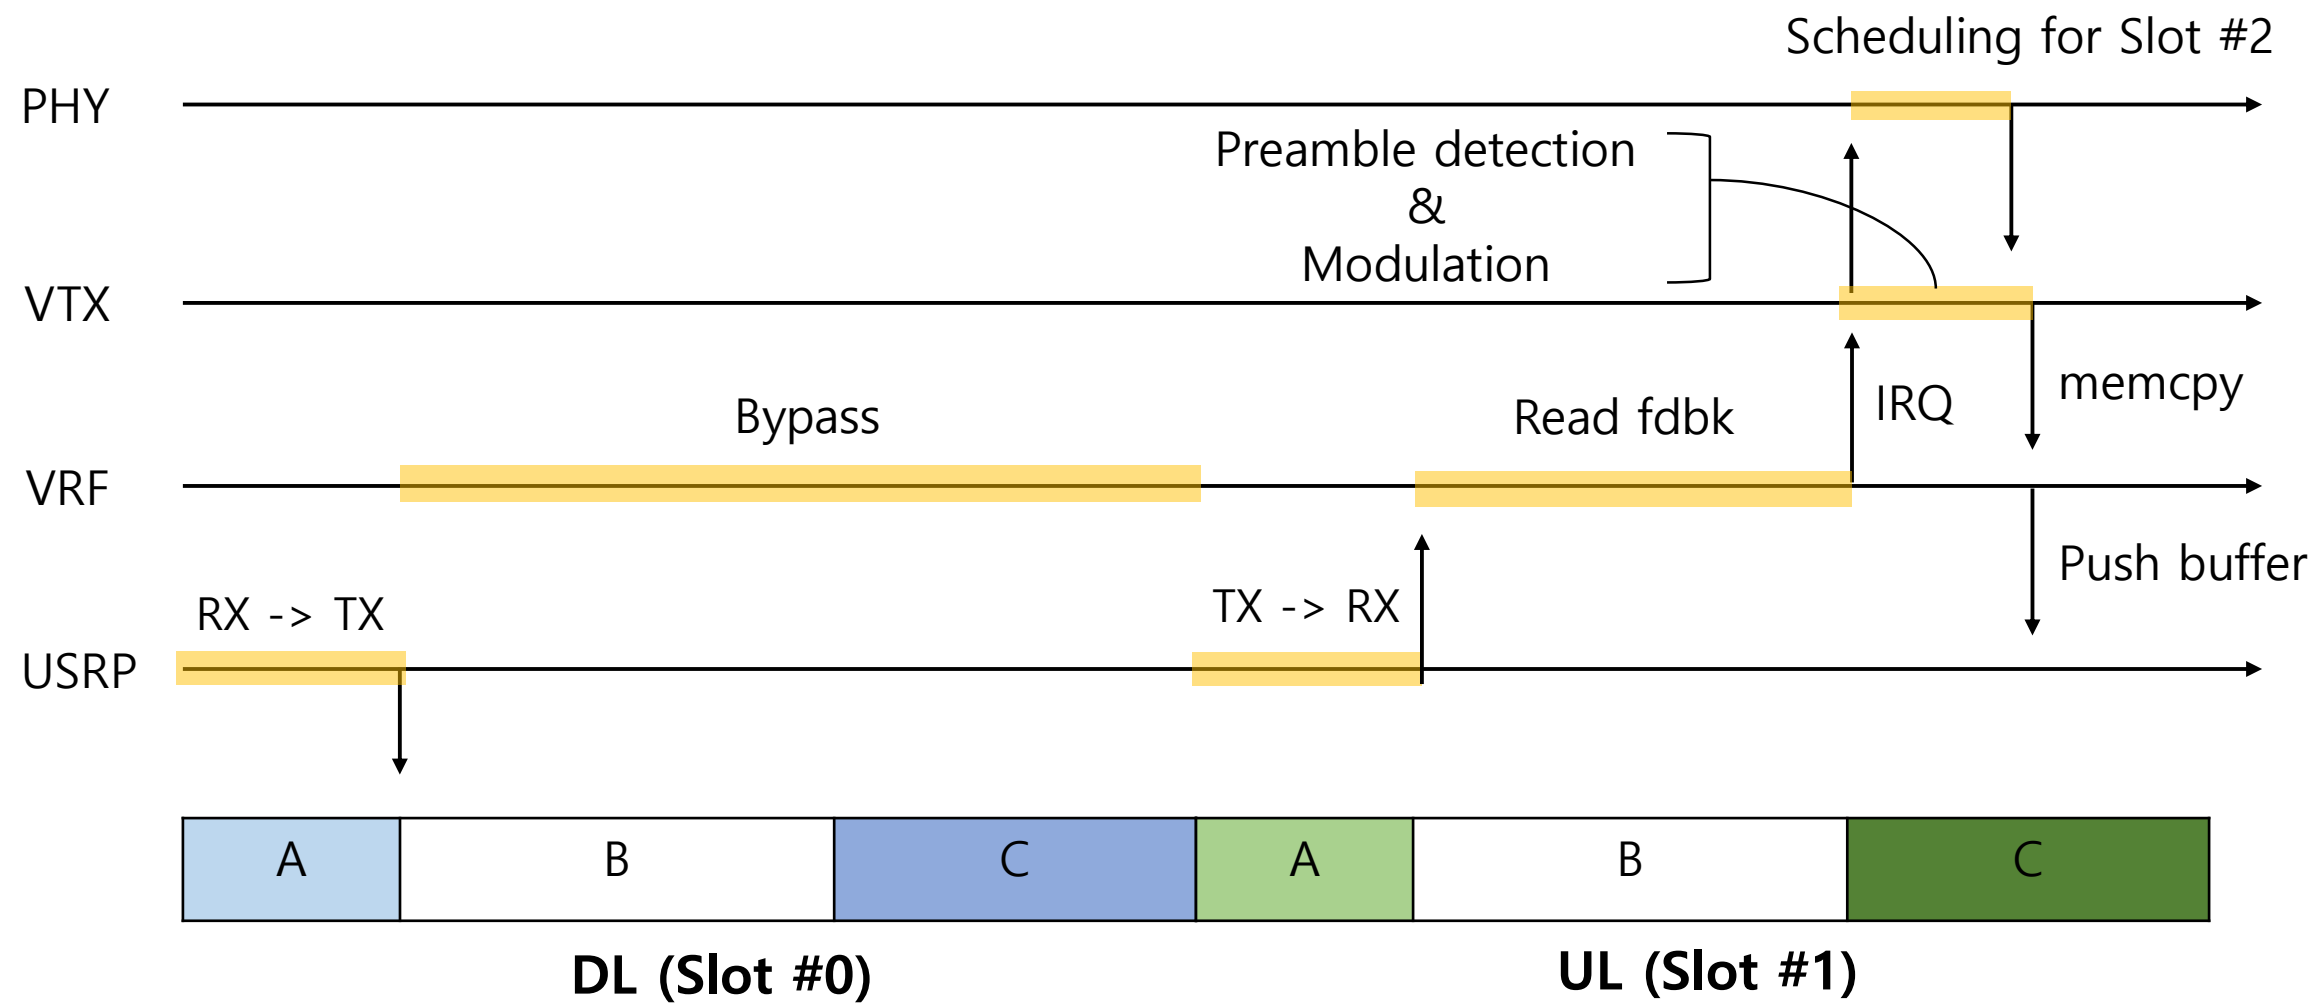 Scheduling for Slot #2
PHY
Preamble detection
&
Modulation
VTX
IRQ
memcpy
Bypass
Read fdbk
VRF
Push buffer
RX -> TX
TX -> RX
USRP
A
B
C
A
B
C
DL (Slot #0)
UL (Slot #1)